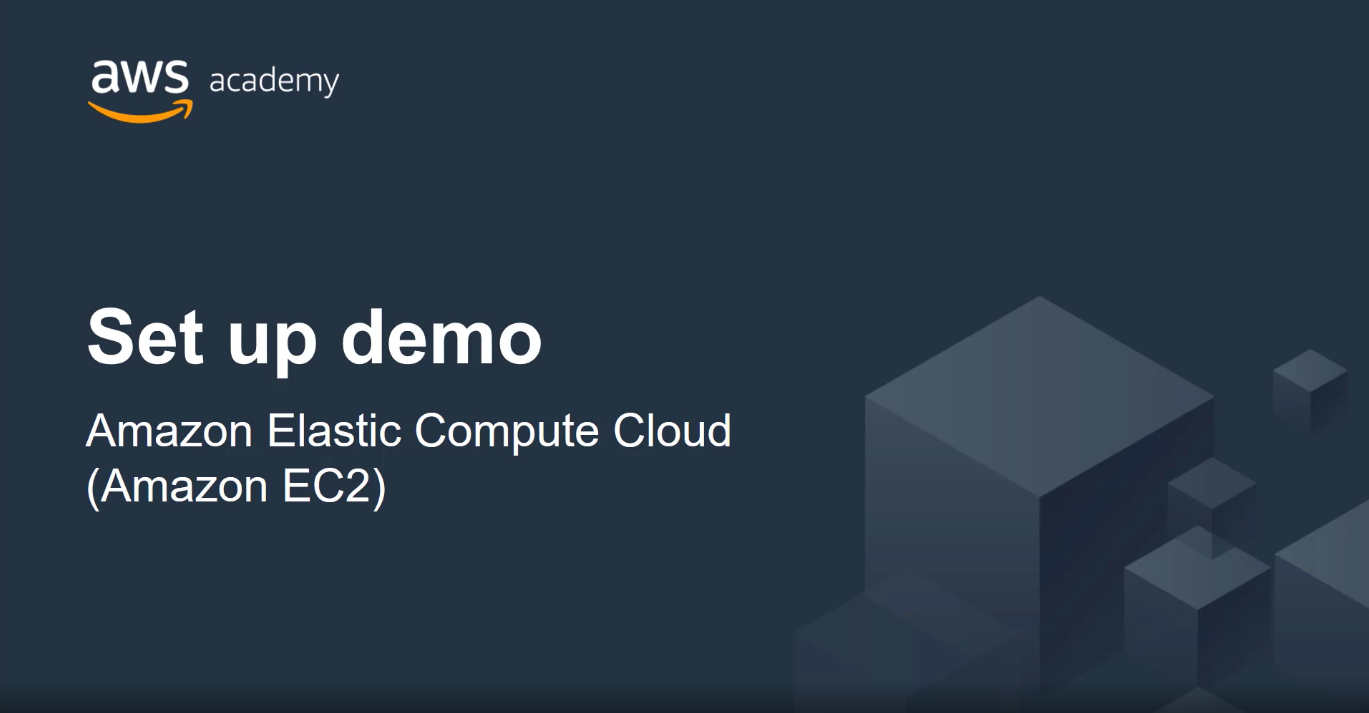 aws academy
Set up demo
Amazon Elastic Compute Cloud
(Amazon EC2)